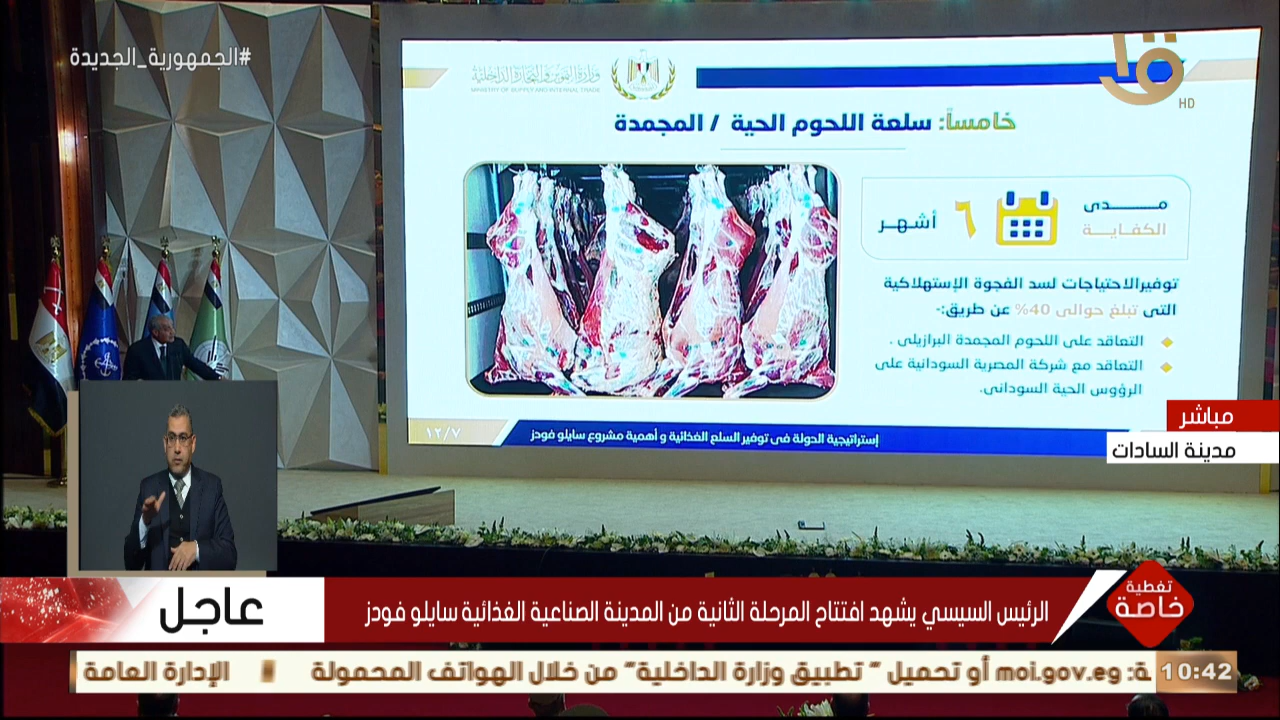 #الجمهورية_الجديدة
وزارة التموين والتجارة الداخلية
MINISTRY OF SUPPLY AND INTERNAL TRADE
HD
خامساً: سلعة اللحوم الحية / المجمدة
مـــدى
الكفايـة
٦ أشهر
توفيرالاحتياجات لسد الفجوة الإستهلاكية
التى تبلغ حوالى 40% عن طريق:-
التعاقد على اللحوم المجمدة البرازيلى .
التعاقد مع شركة المصرية السودانية على
الرؤوس الحية السودانى.
إستراتيجية الدولة فى توفير السلع الغذائية و أهمية مشروع سايلو فودز
١٢/٧
مباشر
مدينة السادات
تغطية
خاصة
الرئيس السيسي يشهد افتتاح المرحلة الثانية من المدينة الصناعية الغذائية سايلو فودز
عاجل
ـة: moi.gov.eg أو تحميل " تطبيق وزارة الداخلية" من خلال الهواتف المحمولة
الإدارة العامة
10:42